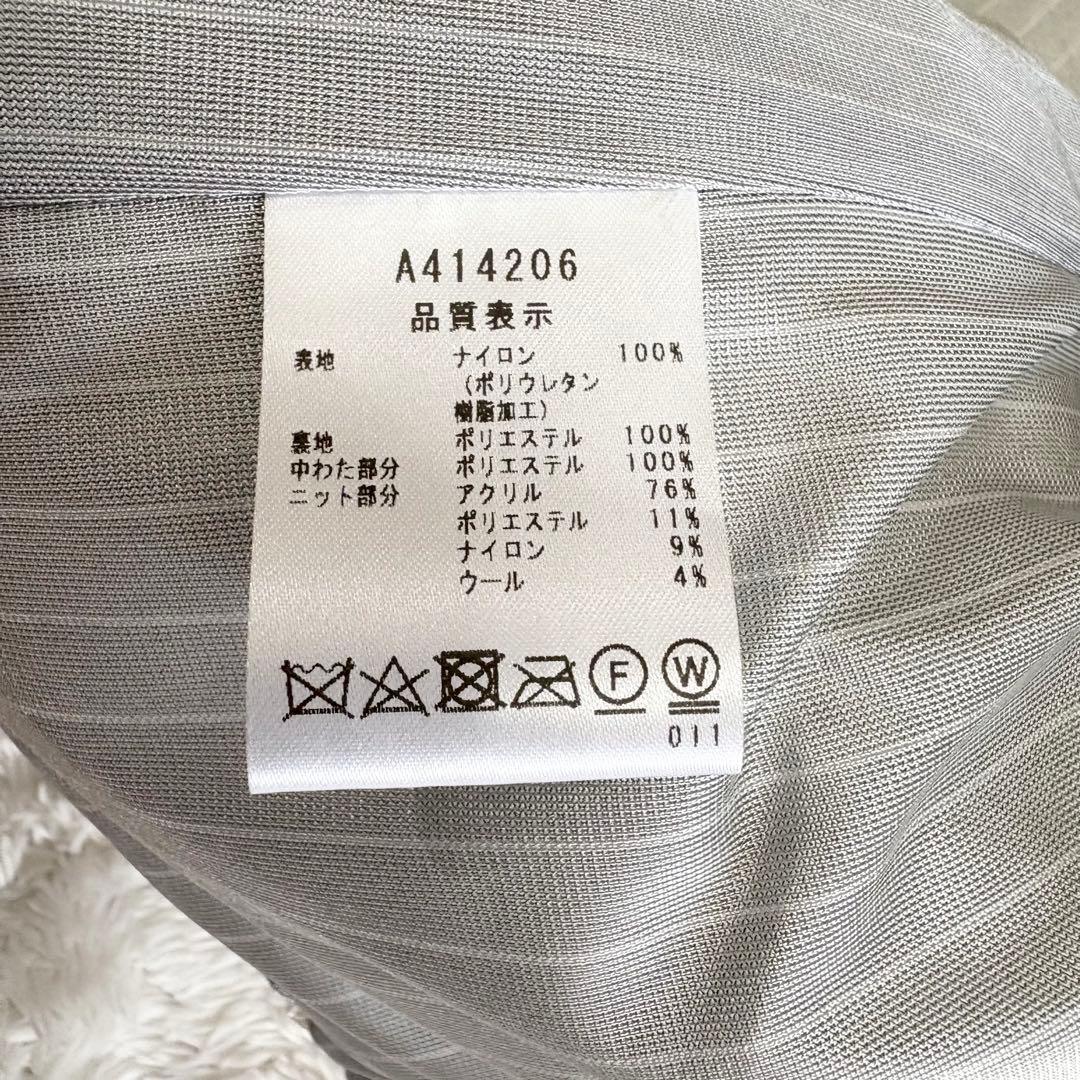 A414206
品質表示
表地 ナイロン 100%
(ポリウレタン
樹脂加工)
裏地 ポリエステル 100%
中わた部分 ポリエステル 100%
ニット部分 アクリル 76%
ポリエステル 11%
ナイロン 9%
ウール 4%
F W
011